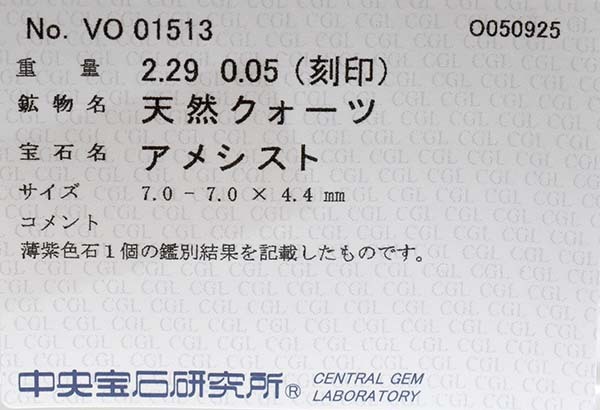 No. VO 01513 O050925
重 量 2.29 0.05 (刻印)
鉱物名 天然クォーツ
宝石名 アメシスト
サイズ 7.0 - 7.0 × 4.4 mm
コメント
薄紫色石1個の鑑別結果を記載したものです。
中央宝石研究所® CENTRAL GEM
LABORATORY